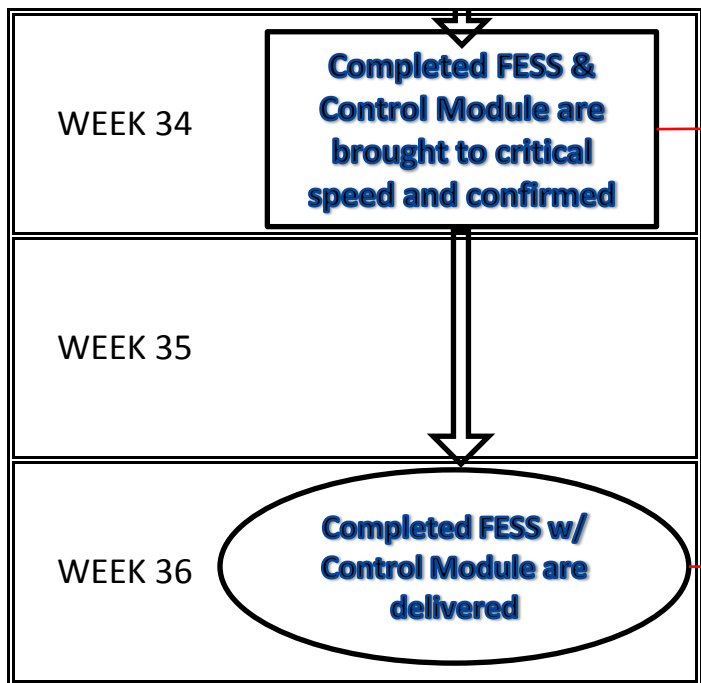 WEEK 34
Completed FESS &
Control Module are
brought to critical
speed and confirmed
WEEK 35
WEEK 36
Completed FESS w/
Control Module are
delivered